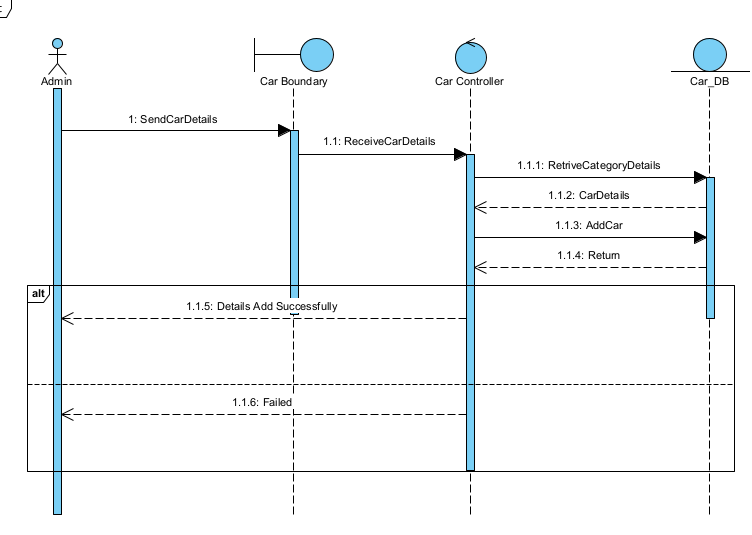 Admin
Car Boundary
Car Controller
Car_DB
1: SendCarDetails
1.1: ReceiveCarDetails
1.1.1: RetriveCategoryDetails
1.1.2: CarDetails
1.1.3: AddCar
1.1.4: Return
alt
1.1.5: Details Add Successfully
1.1.6: Failed